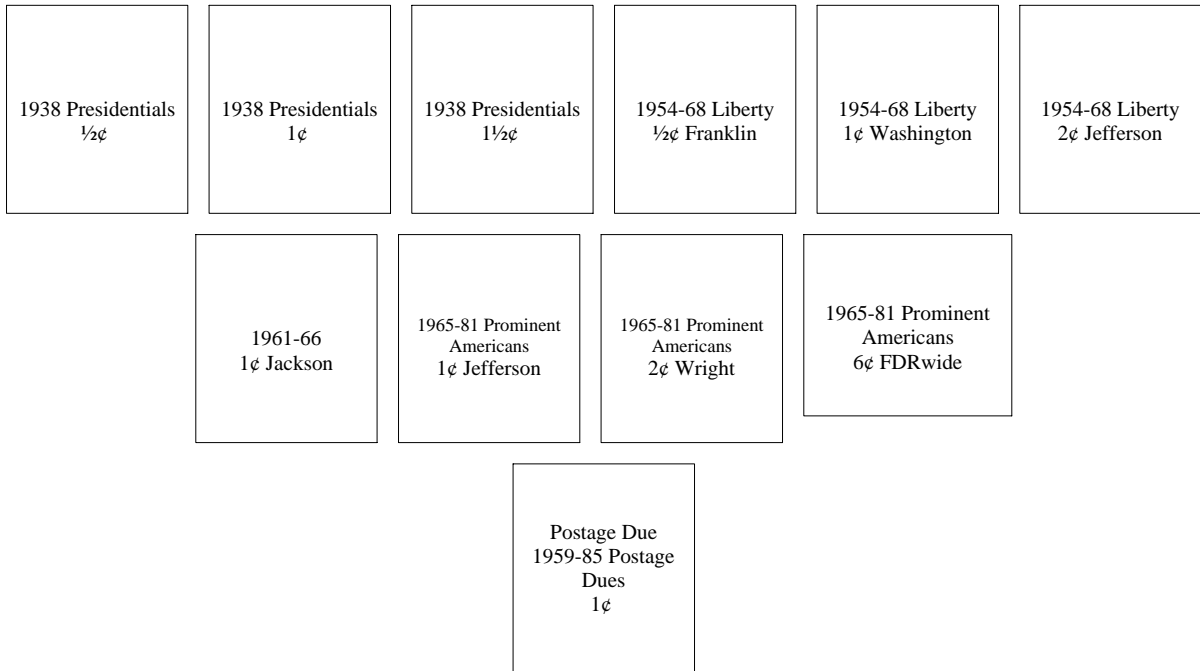 1938 Presidentials
½¢
1938 Presidentials
1¢
1938 Presidentials
1½¢
1954-68 Liberty
½¢ Franklin
1954-68 Liberty
1¢ Washington
1954-68 Liberty
2¢ Jefferson
1961-66
1¢ Jackson
1965-81 Prominent
Americans
1¢ Jefferson
1965-81 Prominent
Americans
2¢ Wright
1965-81 Prominent
Americans
6¢ FDRwide
Postage Due
1959-85 Postage
Dues
1¢